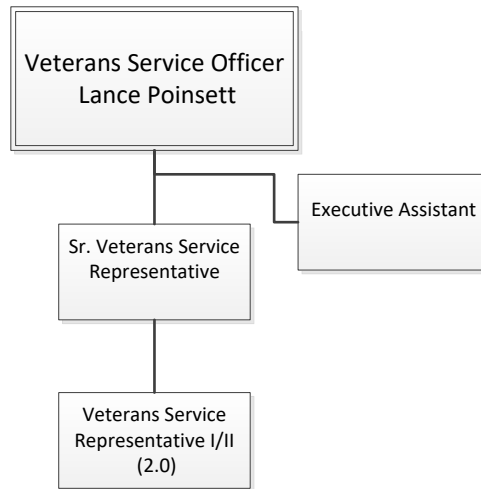 Veterans Service Officer
Lance Poinsett
Executive Assistant
Sr. Veterans Service
Representative
Veterans Service
Representative I/II
(2.0)